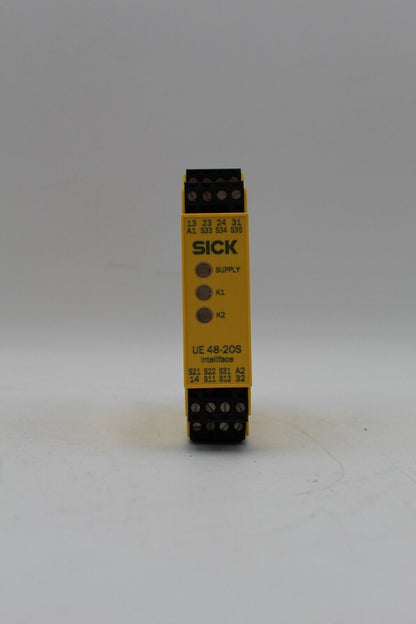 13 23 24 31
A1 S33 S34 S35
SICK
SUPPLY
K1
K2
UE 48-20S
Intelliface
S21 S22 S31 A2
14 S11 S12 32